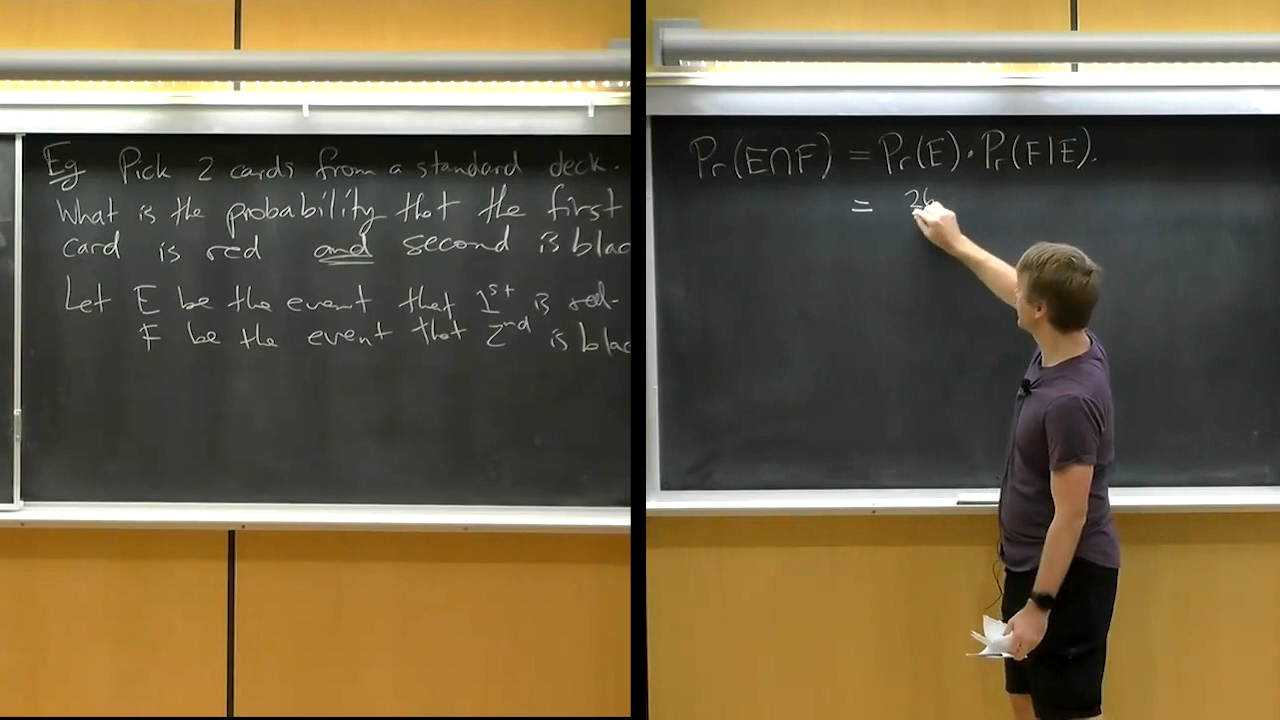 Eg Pick 2 cards from a standard deck.
What is the probability that the first
card is red and second is blac
Let E be the event that 1st is red.
F be the event that 2nd is blac
Pr(E∩F) = Pr(E)·Pr(F|E).
= 26